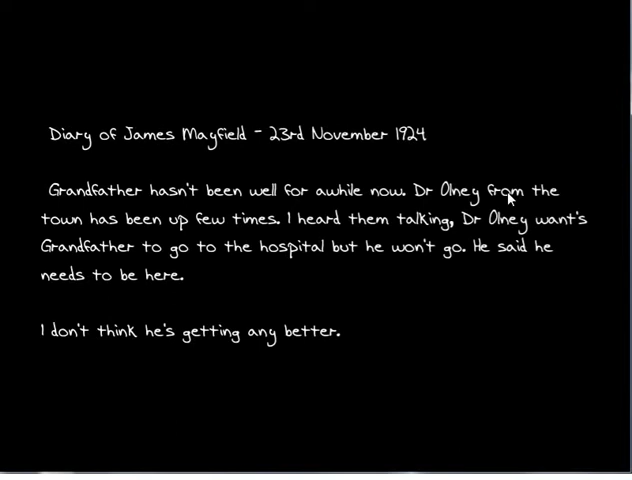 Diary of James Mayfield - 23rd November 1924
Grandfather hasn't been well for awhile now. Dr Olney from the
town has been up few times. I heard them talking, Dr Olney want's
Grandfather to go to the hospital but he won't go. He said he
needs to be here.
I don't think he's getting any better.